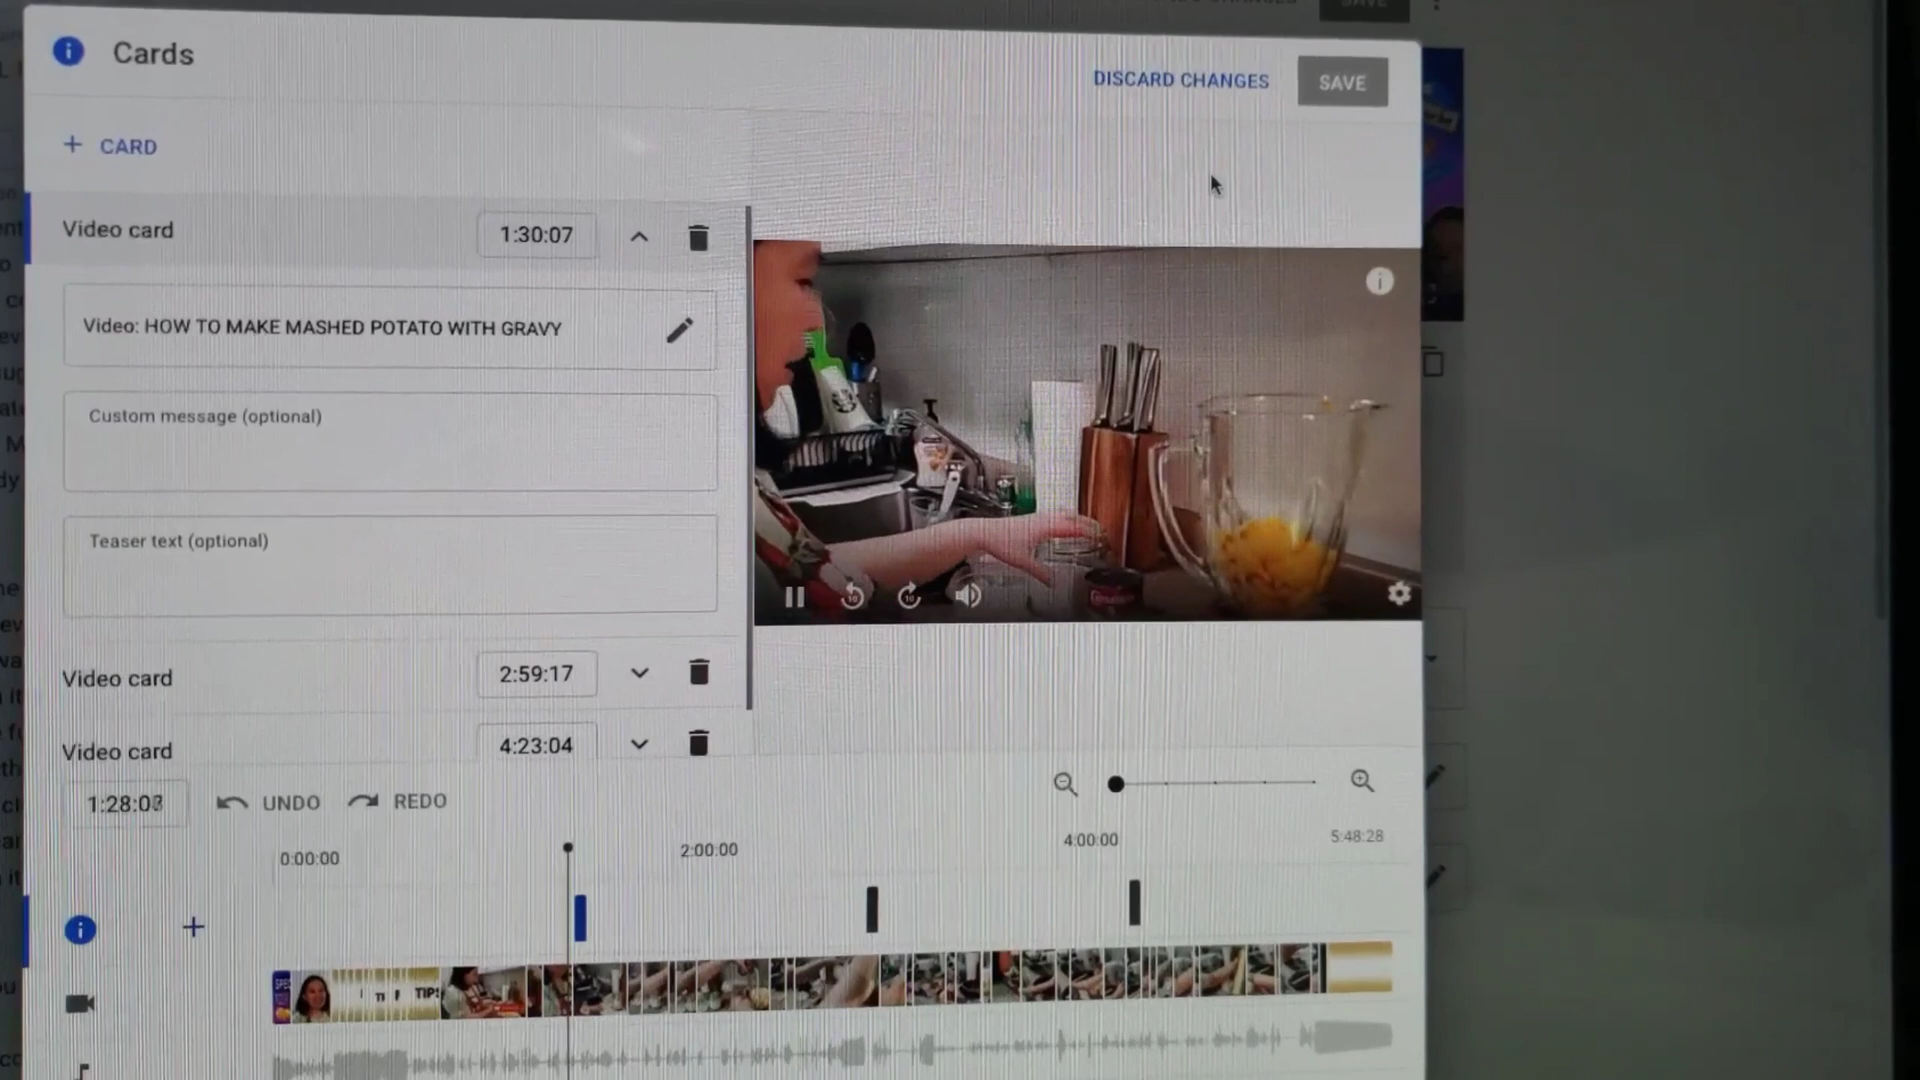 Cards
DISCARD CHANGES
SAVE
+ CARD
Video card
1:30:07
Video: HOW TO MAKE MASHED POTATO WITH GRAVY
Custom message (optional)
Teaser text (optional)
Video card
2:59:17
Video card
4:23:04
UNDO
REDO
0:00:00
2:00:00
4:00:00
5:48:28
TIPS